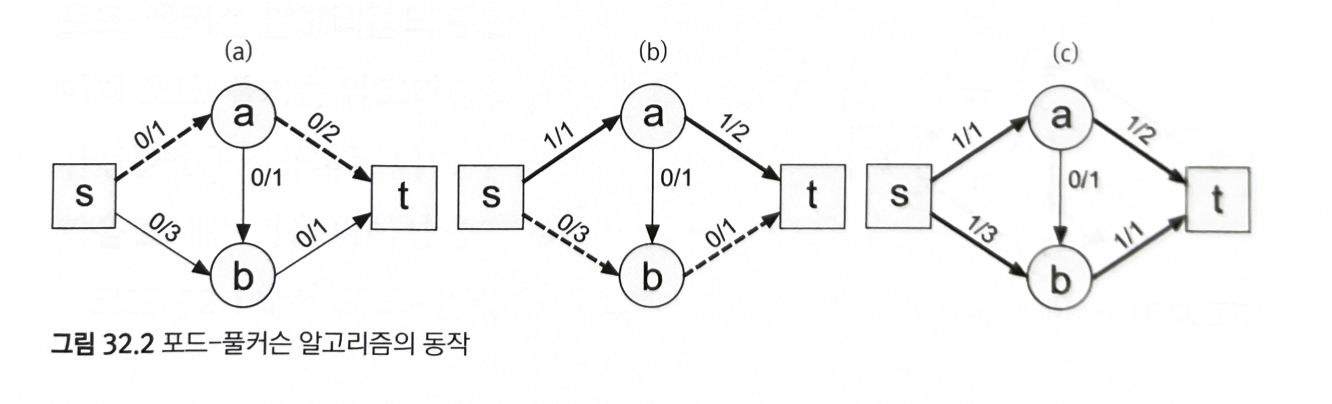 (a) (b) (c)
a a a
0/1 0/2 1/1 1/2 1/1 1/2
s 0/1 t s 0/1 t s 0/1 t
0/3 0/1 0/3 0/1 1/3 1/1
b b b
그림 32.2 포드-풀커슨 알고리즘의 동작